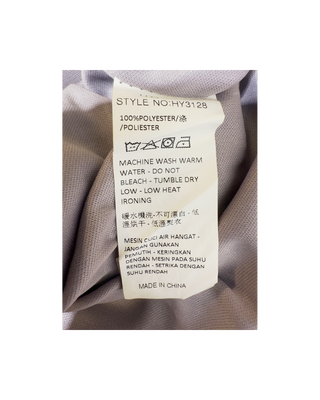 STYLE NO:HY3128
100%POLYESTER/滌
/POLIESTER
MACHINE WASH WARM
WATER - DO NOT
BLEACH - TUMBLE DRY
LOW - LOW HEAT
IRONING
暖水機洗-不可漂白-低
溫烘干-低溫熨衣
MESIN CUCI AIR HANGAT -
JANGAN GUNAKAN
PEMUTIH - KERINGKAN
DENGAN MESIN PADA SUHU
RENDAH - SETRIKA DENGAN
SUHU RENDAH
MADE IN CHINA